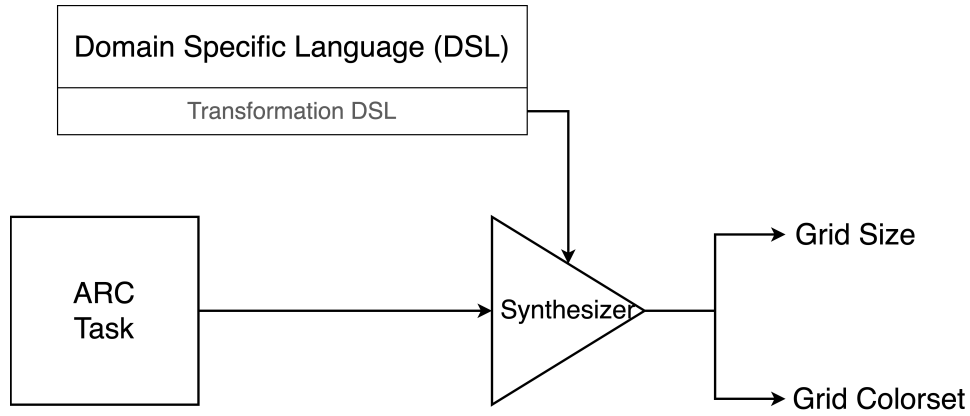 Domain Specific Language (DSL)
Transformation DSL
ARC
Task
Synthesizer
Grid Size
Grid Colorset